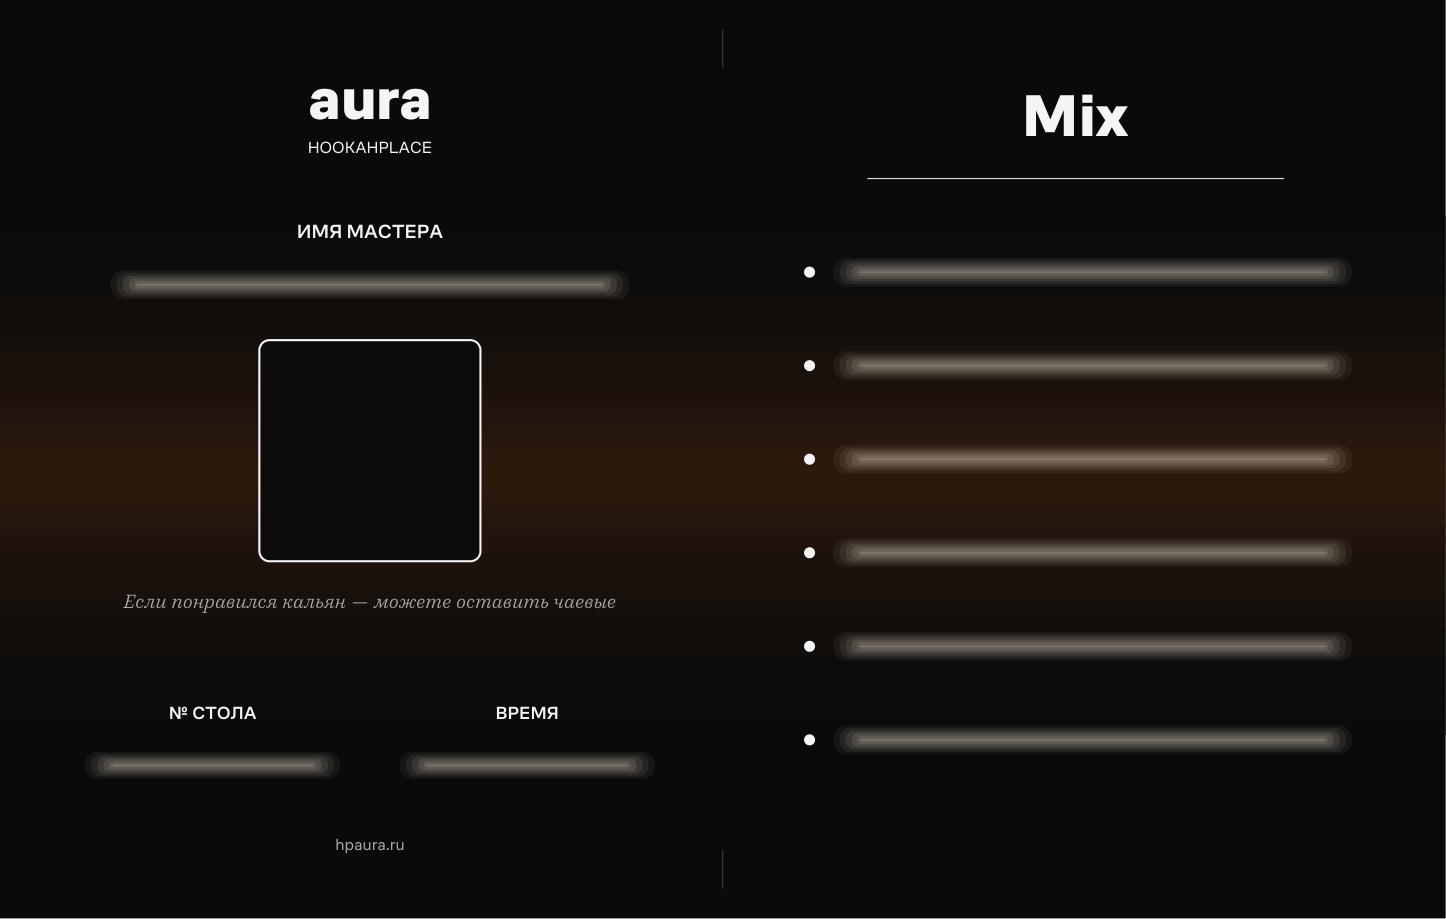 aura
HOOKAHPLACE
ИМЯ МАСТЕРА
Если понравился кальян — можете оставить чаевые
№ СТОЛА
ВРЕМЯ
hpaura.ru
Mix